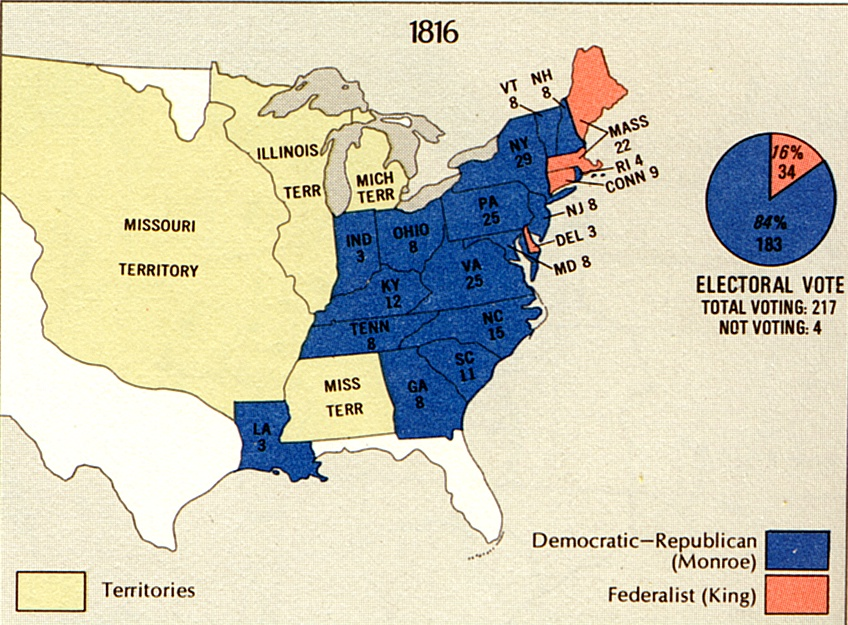 1816
VT
8
NH
8
MASS
22
RI 4
CONN 9
NY
29
ILLINOIS
TERR
MICH
TERR
PA
25
NJ 8
DEL 3
MD 8
MISSOURI
TERRITORY
IND
3
OHIO
8
VA
25
KY
12
NC
15
TENN
8
SC
11
MISS
TERR
GA
8
LA
3
16%
34
84%
183
ELECTORAL VOTE
TOTAL VOTING: 217
NOT VOTING: 4
Democratic–Republican
(Monroe)
Federalist (King)
Territories